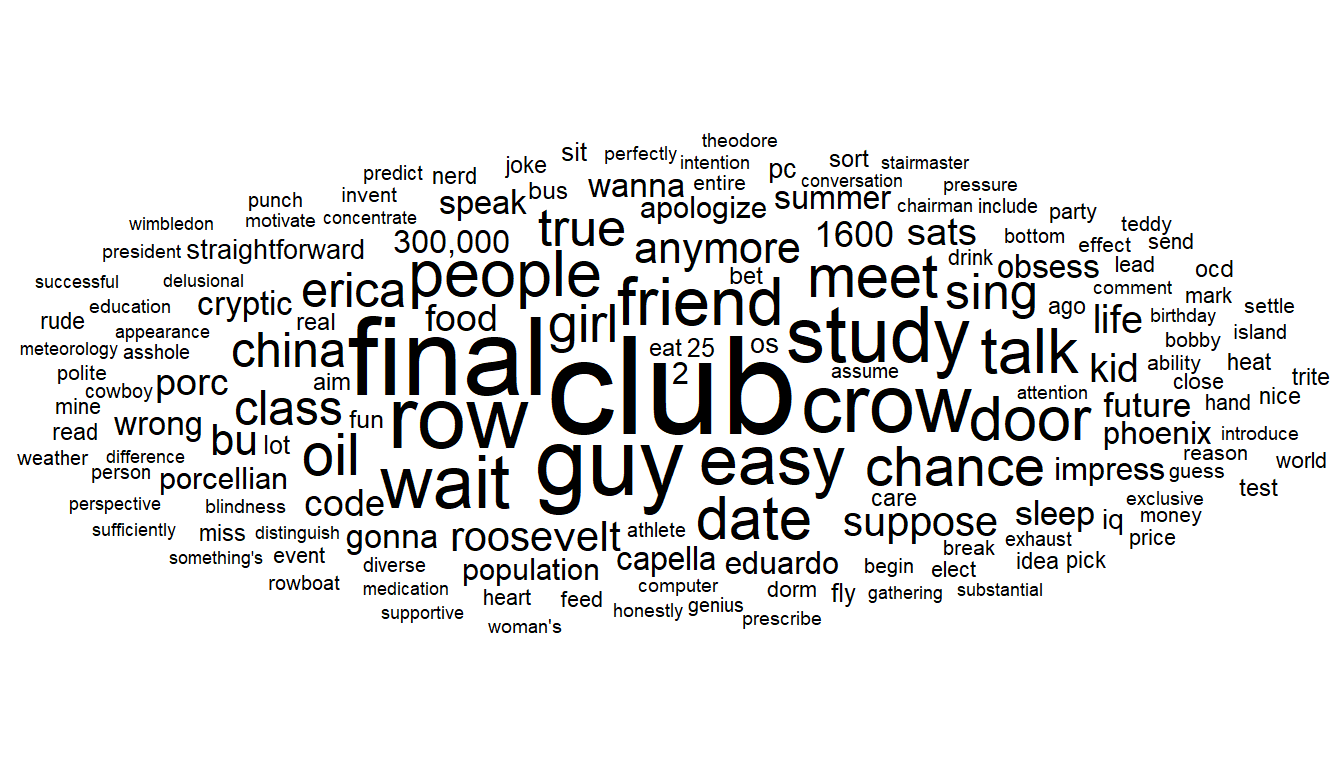 theodore
joke sit perfectly intention sort stairmaster
predict nerd pc conversation pressure
punch invent bus wanna entire summer chairman include party
wimbledon motivate concentrate speak apologize teddy
president straightforward 300,000 true anymore 1600 sats bottom effect send
successful delusional people bet meet drink obsess lead ocd
education cryptic erica friend sing ago comment mark settle
rude appearance real food girl life birthday bobby island
meteorology asshole china final eat 25 os study talk ability heat
polite aim 2 assume kid close trite
cowboy porc club crow attention hand nice
mine class fun row door future introduce
read wrong bu lot phoenix reason
weather difference oil guy easy chance impress guess world
person porcellian wait test
perspective blindness code care exclusive
sufficiently miss distinguish gonna roosevelt athlete date suppose sleep iq money price
something's event capella eduardo break exhaust idea pick
rowboat diverse population begin elect
medication heart feed computer dorm fly gathering substantial
supportive honestly genius prescribe
woman's